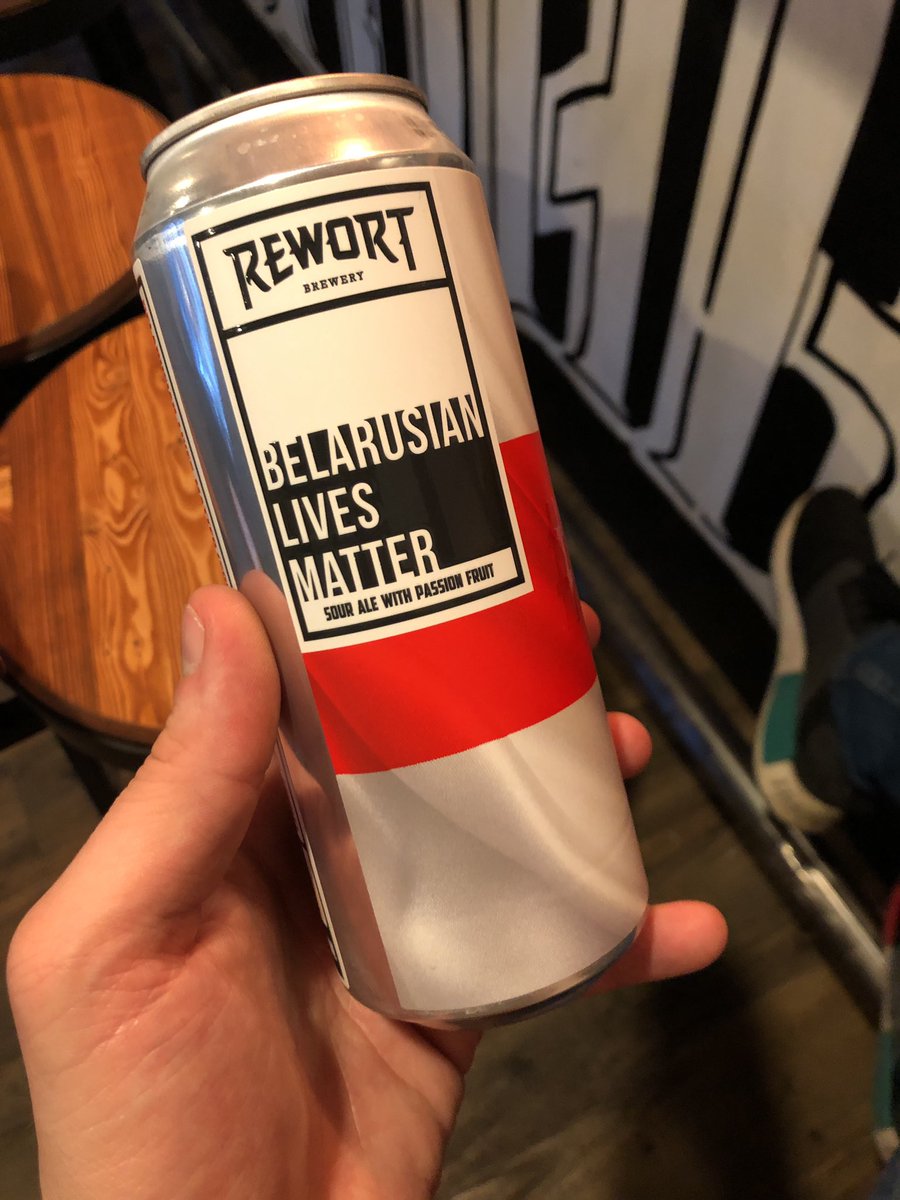 REWORT
BREWERY
BELARUSIAN
LIVES
MATTER
SOUR ALE WITH PASSION FRUIT